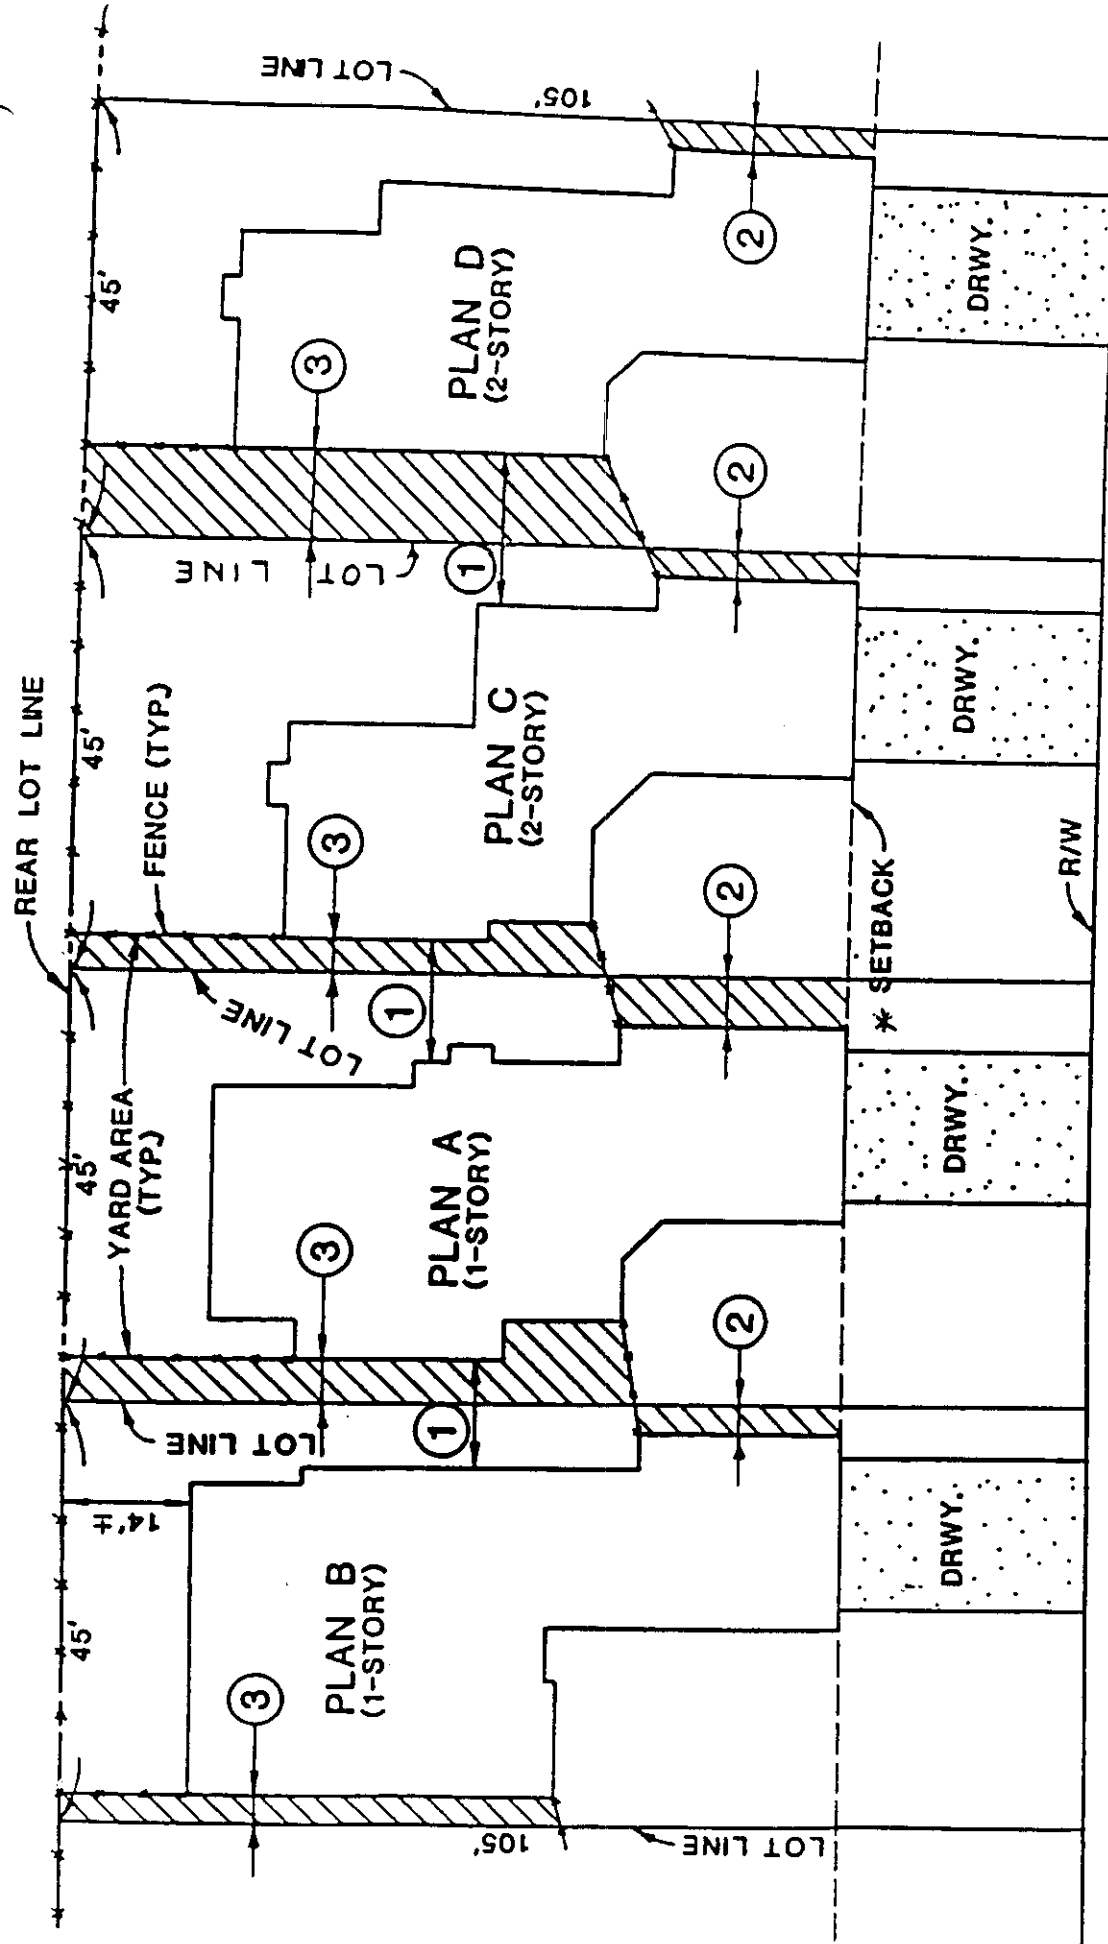 REAR LOT LINE
FENCE (TYP.)
YARD AREA
(TYP.)
45'
45'
45'
45'
14'±
LOT LINE
LOT LINE
LOT LINE
LOT LINE
LOT LINE
105'
105'
3
3
3
3
1
1
1
PLAN B
(1-STORY)
PLAN A
(1-STORY)
PLAN C
(2-STORY)
PLAN D
(2-STORY)
2
2
2
2
* SETBACK
DRWY.
DRWY.
DRWY.
DRWY.
R/W